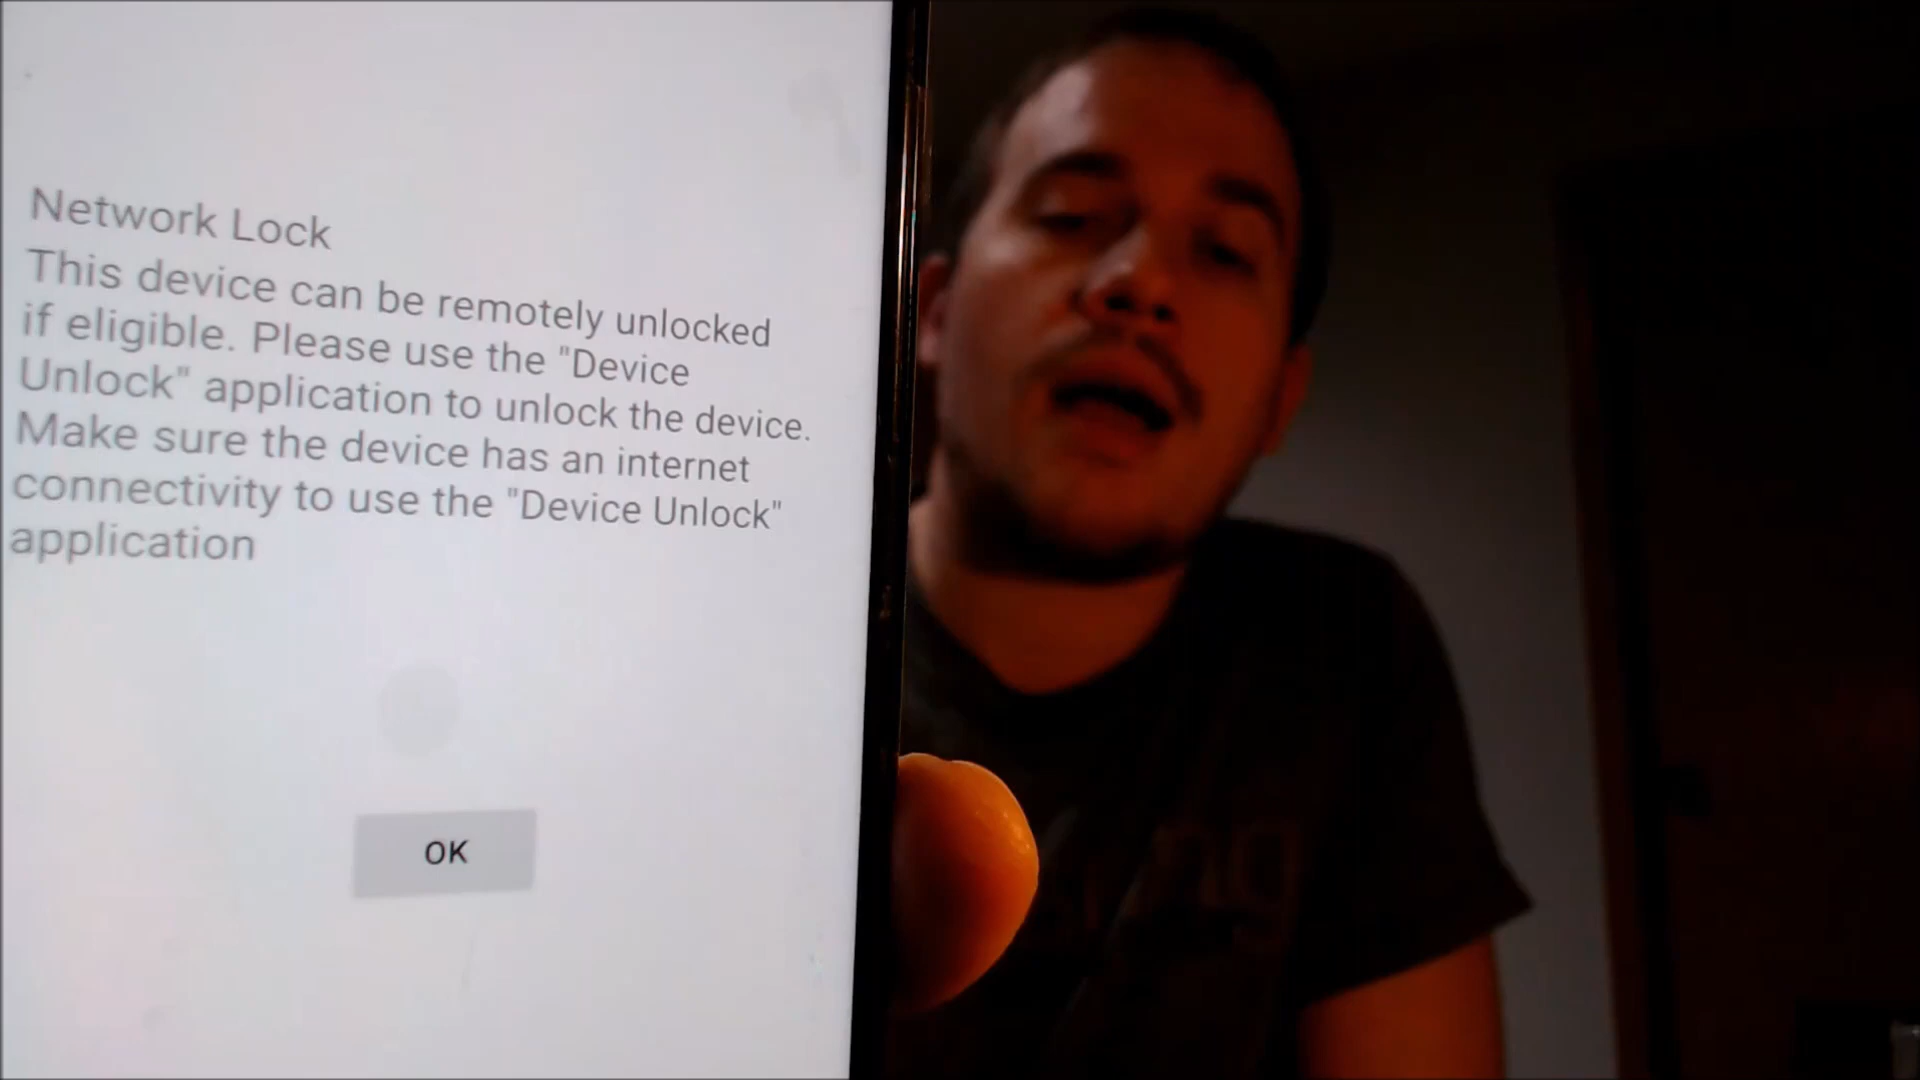 Network Lock
This device can be remotely unlocked
if eligible. Please use the "Device
Unlock" application to unlock the device.
Make sure the device has an internet
connectivity to use the "Device Unlock"
application
OK